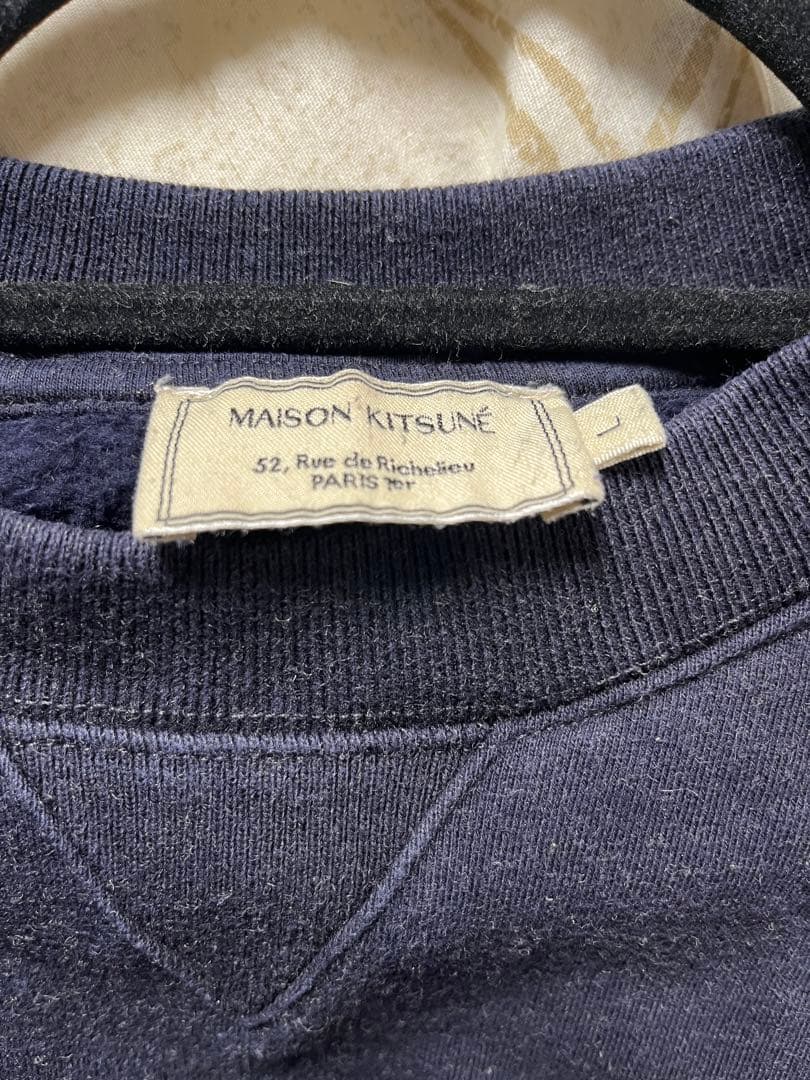 MAISON KITSUNÉ
52, Rue de Richelieu
PARIS 1er
L